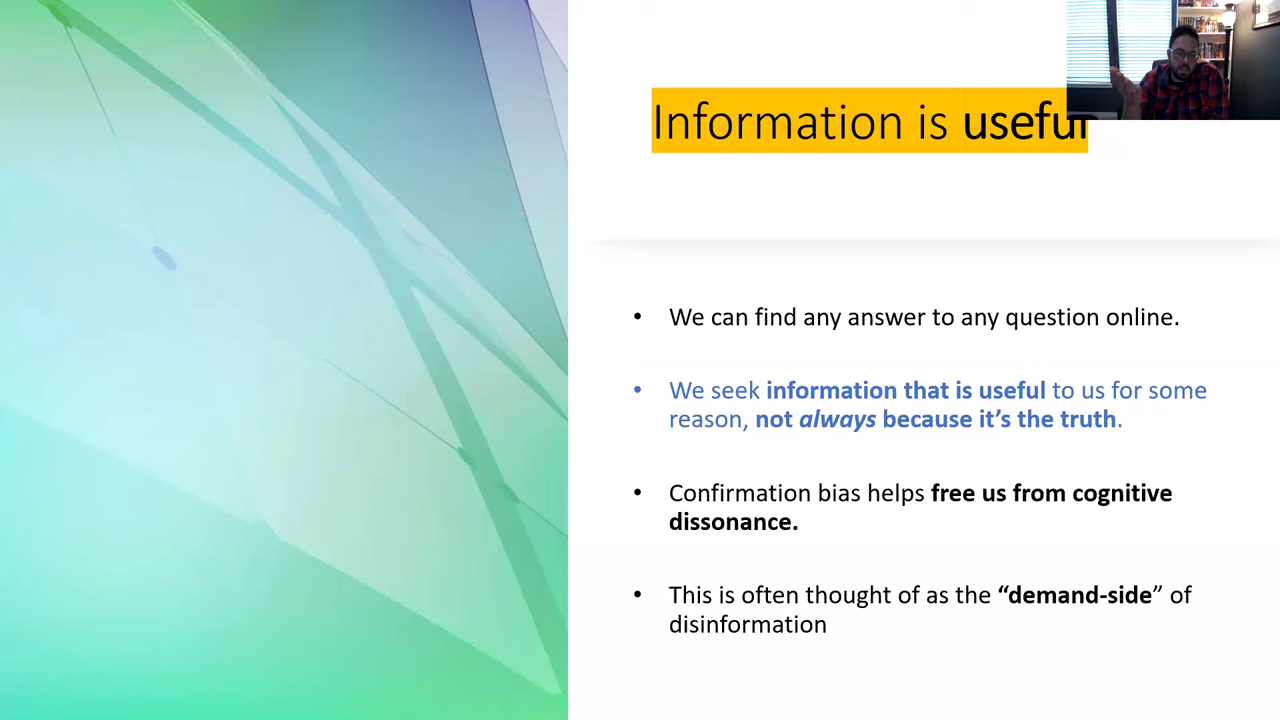 Information is useful
• We can find any answer to any question online.
• We seek information that is useful to us for some
reason, not always because it’s the truth.
• Confirmation bias helps free us from cognitive
dissonance.
• This is often thought of as the “demand-side” of
disinformation